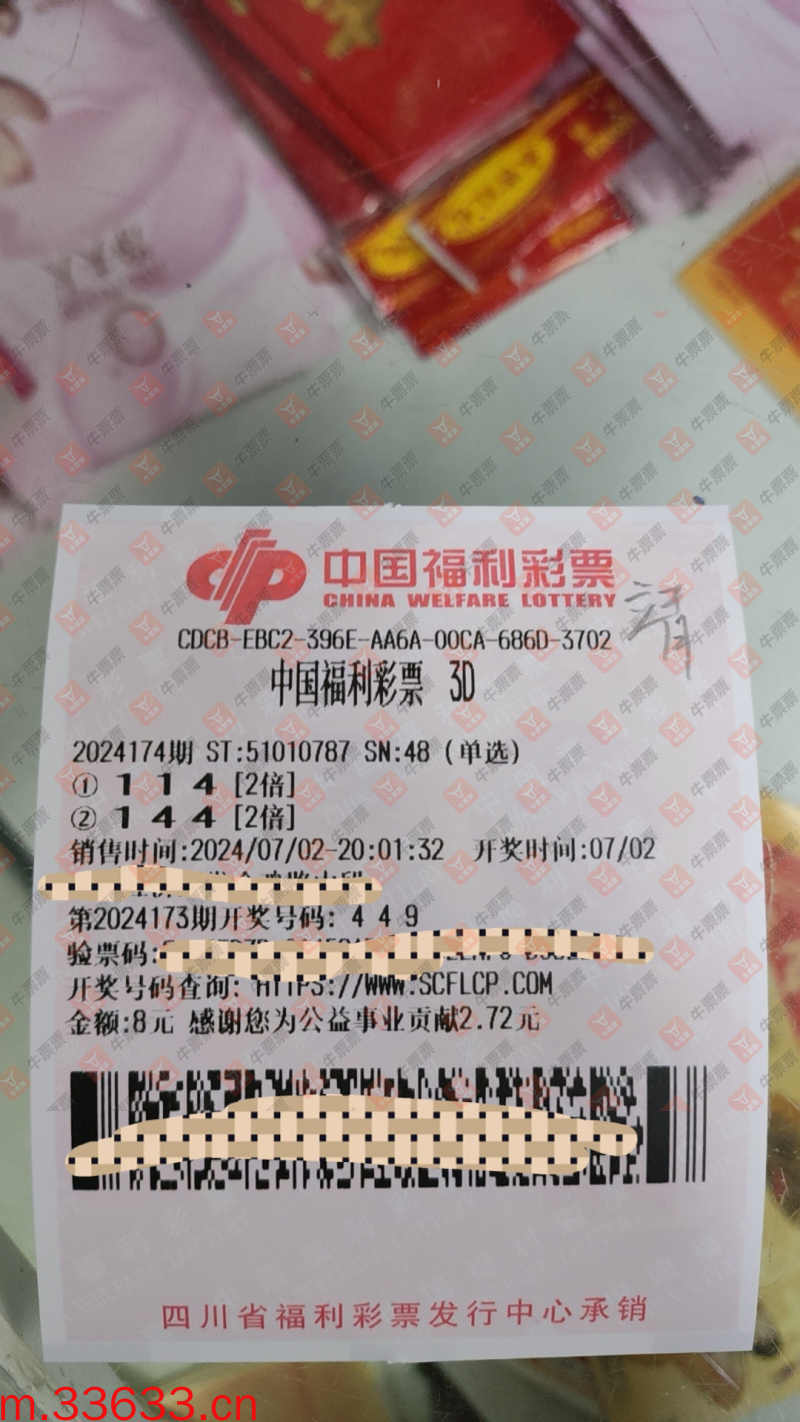 中国福利彩票
CHINA WELFARE LOTTERY
CDCB-EBC2-396E-AA6A-00CA-686D-3702
中国福利彩票 3D
2024174期 ST:51010787 SN:48 (单选)
① 1 1 4 [2倍]
② 1 4 4 [2倍]
销售时间:2024/07/02-20:01:32 开奖时间:07/02
第2024173期开奖号码: 4 4 9
验票码:
开奖号码查询: HTTPS://WWW.SCFLCP.COM
金额:8元 感谢您为公益事业贡献2.72元
四川省福利彩票发行中心承销
m.33633.cn
牛票票